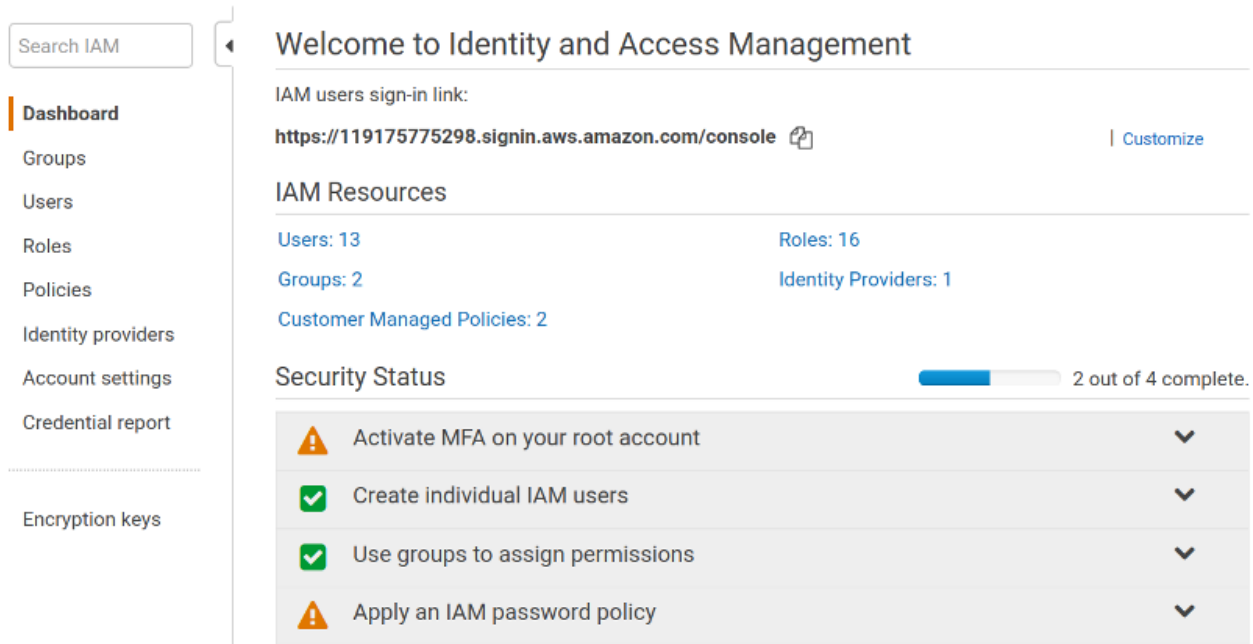 Search IAM
Dashboard
Groups
Users
Roles
Policies
Identity providers
Account settings
Credential report
Encryption keys
Welcome to Identity and Access Management
IAM users sign-in link:
https://119175775298.signin.aws.amazon.com/console | Customize
IAM Resources
Users: 13 Roles: 16
Groups: 2 Identity Providers: 1
Customer Managed Policies: 2
Security Status 2 out of 4 complete.
Activate MFA on your root account
Create individual IAM users
Use groups to assign permissions
Apply an IAM password policy